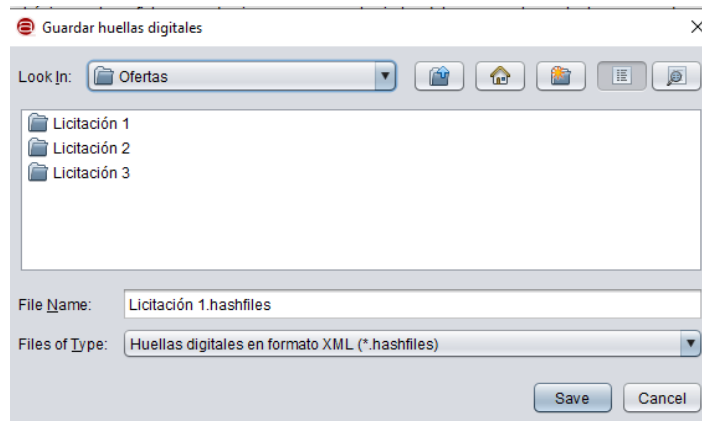 Guardar huellas digitales
Look In: Ofertas
Licitación 1
Licitación 2
Licitación 3
File Name: Licitación 1.hashfiles
Files of Type: Huellas digitales en formato XML (*.hashfiles)
Save Cancel